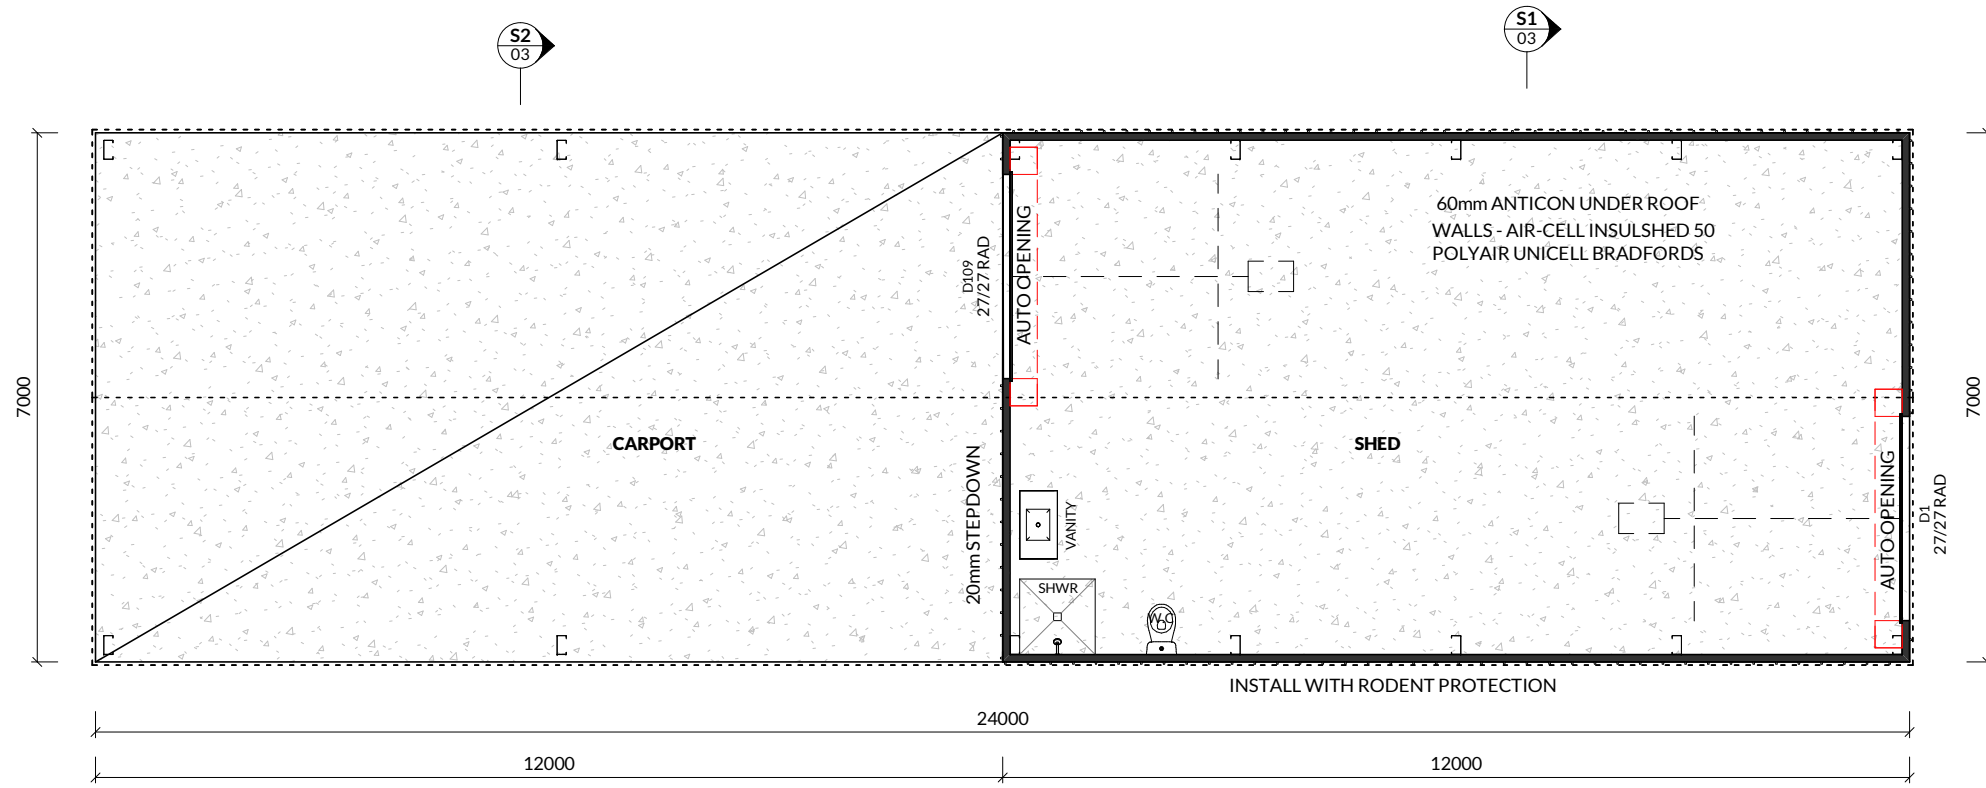 S2
03
S1
03
7000
7000
60mm ANTICON UNDER ROOF
WALLS - AIR-CELL INSULSHED 50
POLYAIR UNICELL BRADFORDS
D109
27/27 RAD
AUTO OPENING
CARPORT
SHED
20mm STEPDOWN
VANITY
SHWR
W.C
AUTO OPENING
D1
27/27 RAD
INSTALL WITH RODENT PROTECTION
24000
12000
12000